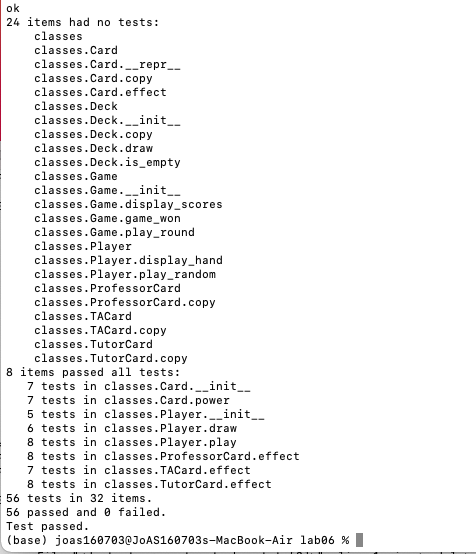 ok
24 items had no tests:
    classes
    classes.Card
    classes.Card.__repr__
    classes.Card.copy
    classes.Card.effect
    classes.Deck
    classes.Deck.__init__
    classes.Deck.copy
    classes.Deck.draw
    classes.Deck.is_empty
    classes.Game
    classes.Game.__init__
    classes.Game.display_scores
    classes.Game.game_won
    classes.Game.play_round
    classes.Player
    classes.Player.display_hand
    classes.Player.play_random
    classes.ProfessorCard
    classes.ProfessorCard.copy
    classes.TACard
    classes.TACard.copy
    classes.TutorCard
    classes.TutorCard.copy
8 items passed all tests:
   7 tests in classes.Card.__init__
   7 tests in classes.Card.power
   5 tests in classes.Player.__init__
   6 tests in classes.Player.draw
   8 tests in classes.Player.play
   8 tests in classes.ProfessorCard.effect
   7 tests in classes.TACard.effect
   8 tests in classes.TutorCard.effect
56 tests in 32 items.
56 passed and 0 failed.
Test passed.
(base) joas160703@JoAS160703s-MacBook-Air lab06 %